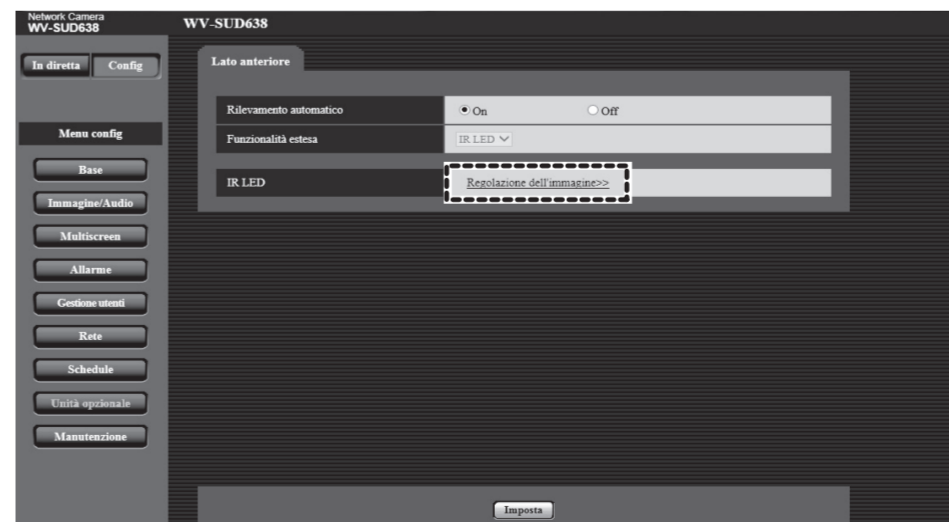 Network Camera
WV-SUD638
WV-SUD638
In diretta
Config
Lato anteriore
Rilevamento automatico
On
Off
Funzionalità estesa
IR LED
IR LED
Regolazione dell'immagine>>
Menu config
Base
Immagine/Audio
Multiscreen
Allarme
Gestione utenti
Rete
Schedule
Unità opzionale
Manutenzione
Imposta